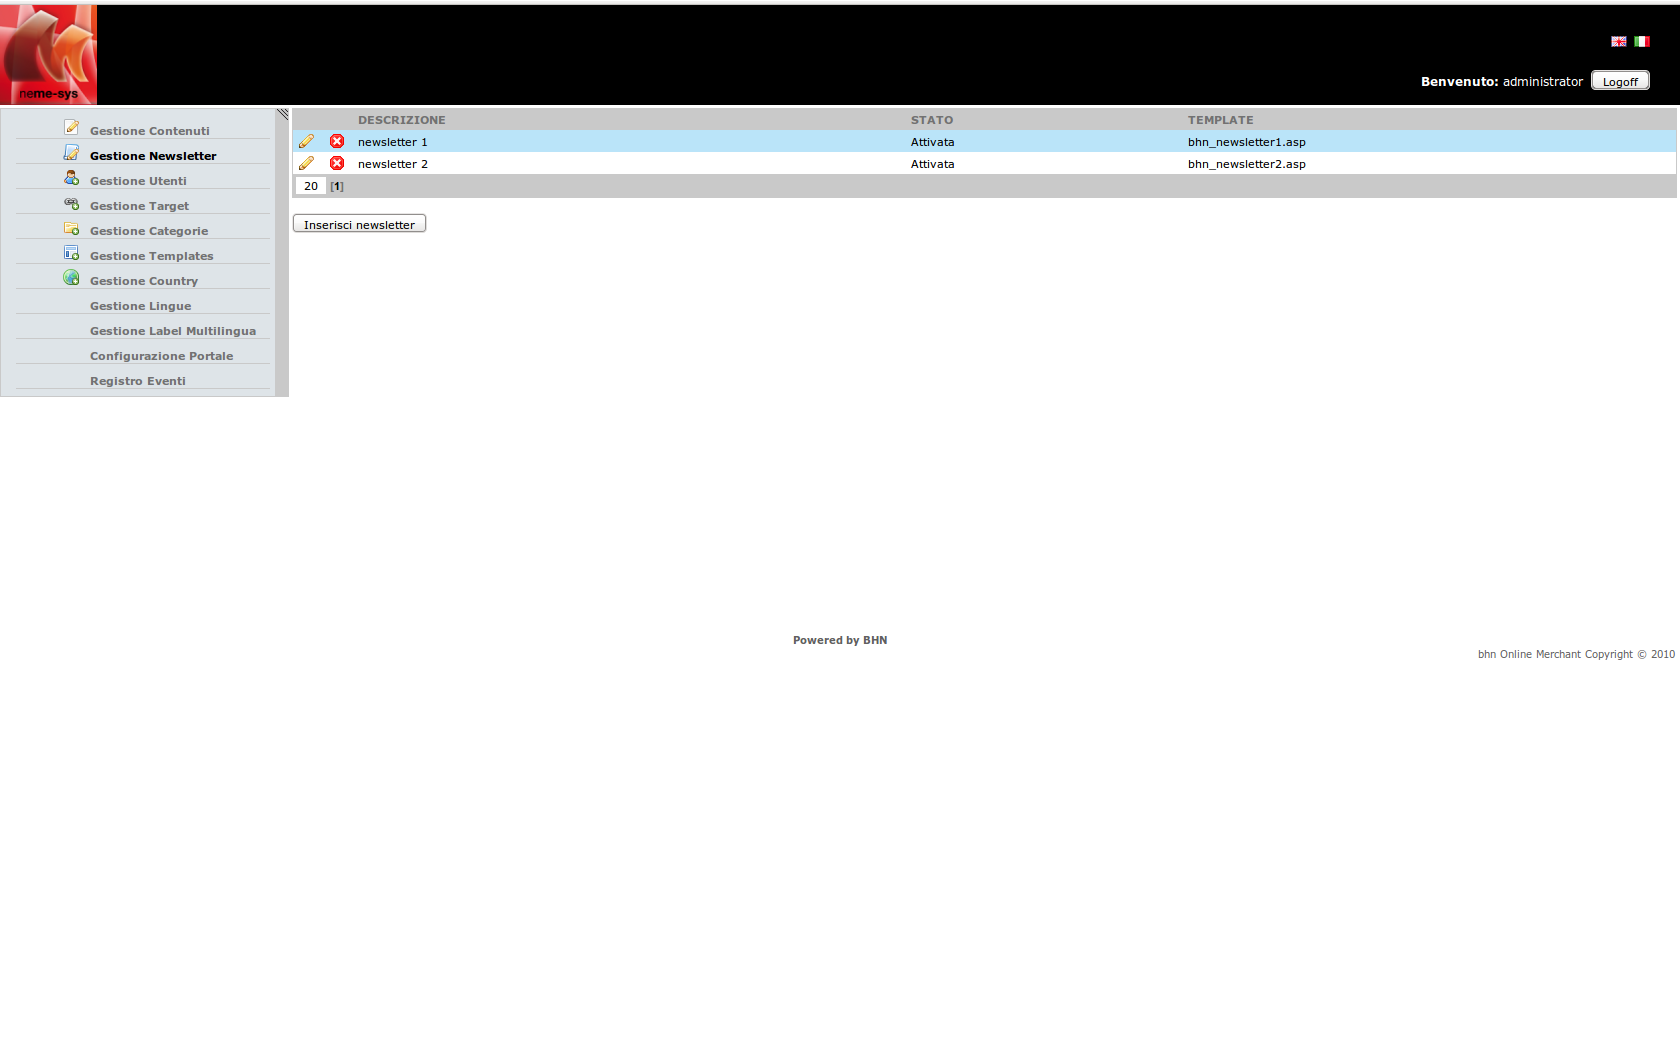 neme-sys
Benvenuto: administrator Logoff
Gestione Contenuti
Gestione Newsletter
Gestione Utenti
Gestione Target
Gestione Categorie
Gestione Templates
Gestione Country
Gestione Lingue
Gestione Label Multilingua
Configurazione Portale
Registro Eventi
DESCRIZIONE STATO TEMPLATE
newsletter 1 Attivata bhn_newsletter1.asp
newsletter 2 Attivata bhn_newsletter2.asp
20 [1]
Inserisci newsletter
Powered by BHN
bhn Online Merchant Copyright © 2010